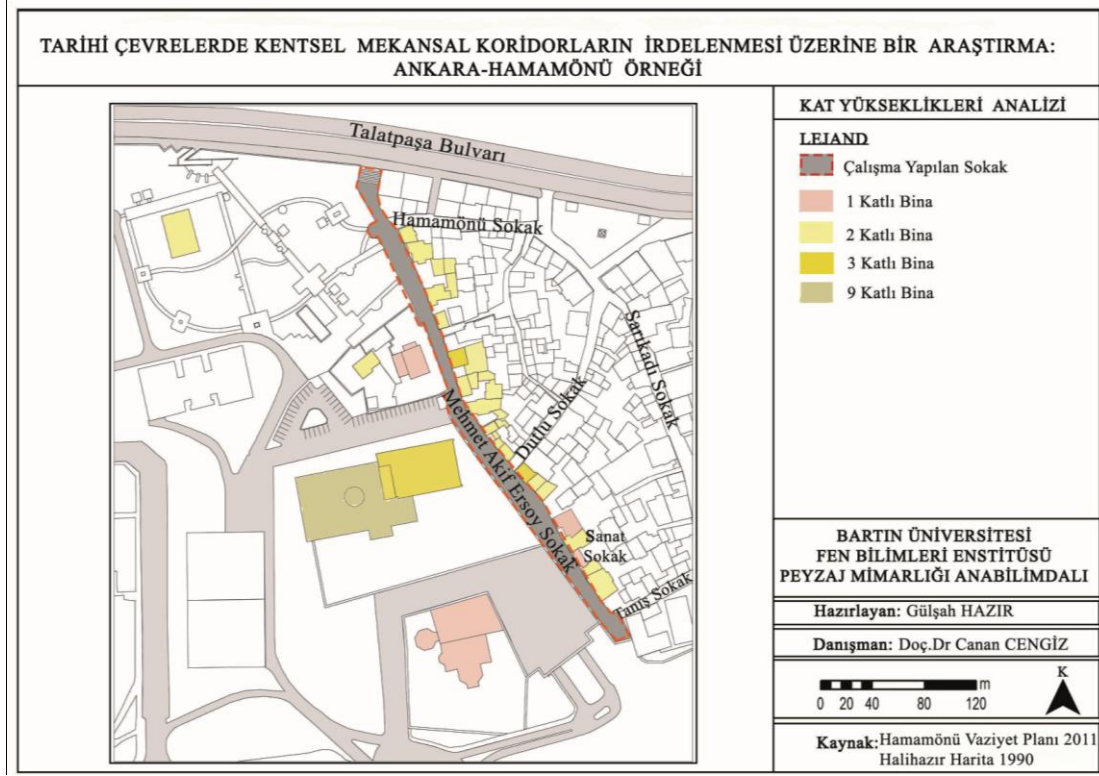 TARİHİ ÇEVRELERDE KENTSEL MEKANSAL KORİDORLARIN İRDELENMESİ ÜZERİNE BİR ARAŞTIRMA:
ANKARA-HAMAMÖNÜ ÖRNEĞİ
Talatpaşa Bulvarı
Hamamönü Sokak
Sarıkadı Sokak
Dutlu Sokak
Mehmet Akif Ersoy Sokak
Sanat
Sokak
Tanış Sokak
KAT YÜKSEKLİKLERİ ANALİZİ
LEJAND
Çalışma Yapılan Sokak
1 Katlı Bina
2 Katlı Bina
3 Katlı Bina
9 Katlı Bina
BARTIN ÜNİVERSİTESİ
FEN BİLİMLERİ ENSTİTÜSÜ
PEYZAJ MİMARLIĞI ANABİLİMDALI
Hazırlayan: Gülşah HAZIR
Danışman: Doç.Dr Canan CENGİZ
m
0 20 40 80 120
K
Kaynak: Hamamönü Vaziyet Planı 2011
Halihazır Harita 1990